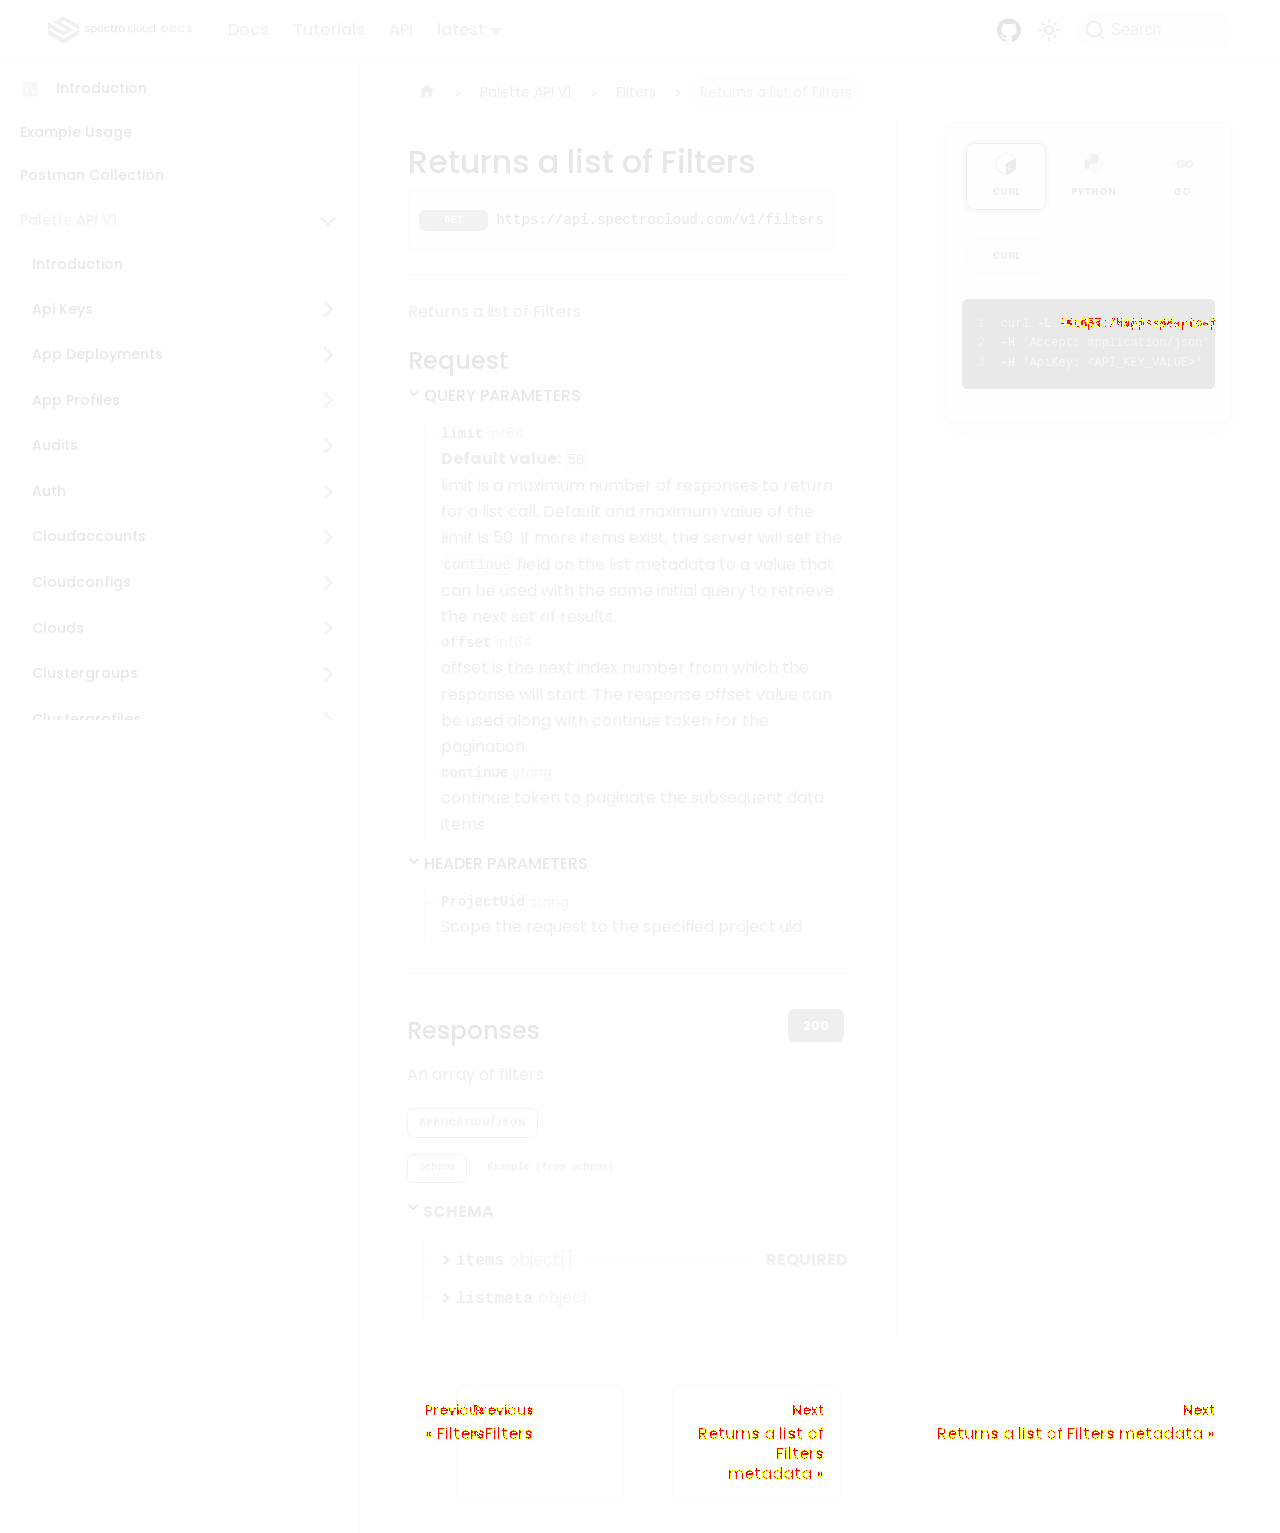 spectro cloud DOCS
Docs
Tutorials
API
latest
Search
Introduction
Example Usage
Postman Collection
Palette API V1
Introduction
Api Keys
App Deployments
App Profiles
Audits
Auth
Cloudaccounts
Cloudconfigs
Clouds
Clustergroups
Clusterprofiles
Palette API V1
Filters
Returns a list of Filters
Returns a list of Filters
GET https://api.spectrocloud.com/v1/filters
Returns a list of Filters
Request
QUERY PARAMETERS
limit int64
Default value: 50
limit is a maximum number of responses to return
for a list call. Default and maximum value of the
limit is 50. If more items exist, the server will set the
continue field on the list metadata to a value that
can be used with the same initial query to retrieve
the next set of results.
offset int64
offset is the next index number from which the
response will start. The response offset value can
be used along with continue token for the
pagination.
continue string
continue token to paginate the subsequent data
items
HEADER PARAMETERS
ProjectUid string
Scope the request to the specified project uid
Responses
200
An array of filters
APPLICATION/JSON
Schema
Example (from schema)
SCHEMA
items object[] REQUIRED
listmeta object
CURL
PYTHON
GO
CURL
1 curl -L
2 -H 'Accept: application/json'
3 -H 'ApiKey: <API_KEY_VALUE>'
Previous
« Filters
Previous
« Filters
Next
Returns a list of
Filters
metadata »
Next
Returns a list of Filters metadata »